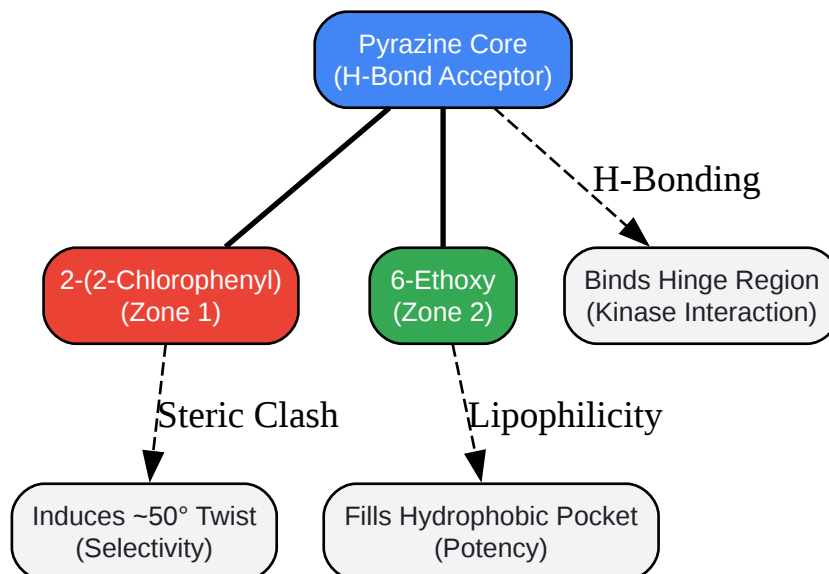 Pyrazine Core
(H-Bond Acceptor)
H-Bonding
2-(2-Chlorophenyl)
(Zone 1)
6-Ethoxy
(Zone 2)
Binds Hinge Region
(Kinase Interaction)
Steric Clash
Lipophilicity
Induces ~50° Twist
(Selectivity)
Fills Hydrophobic Pocket
(Potency)